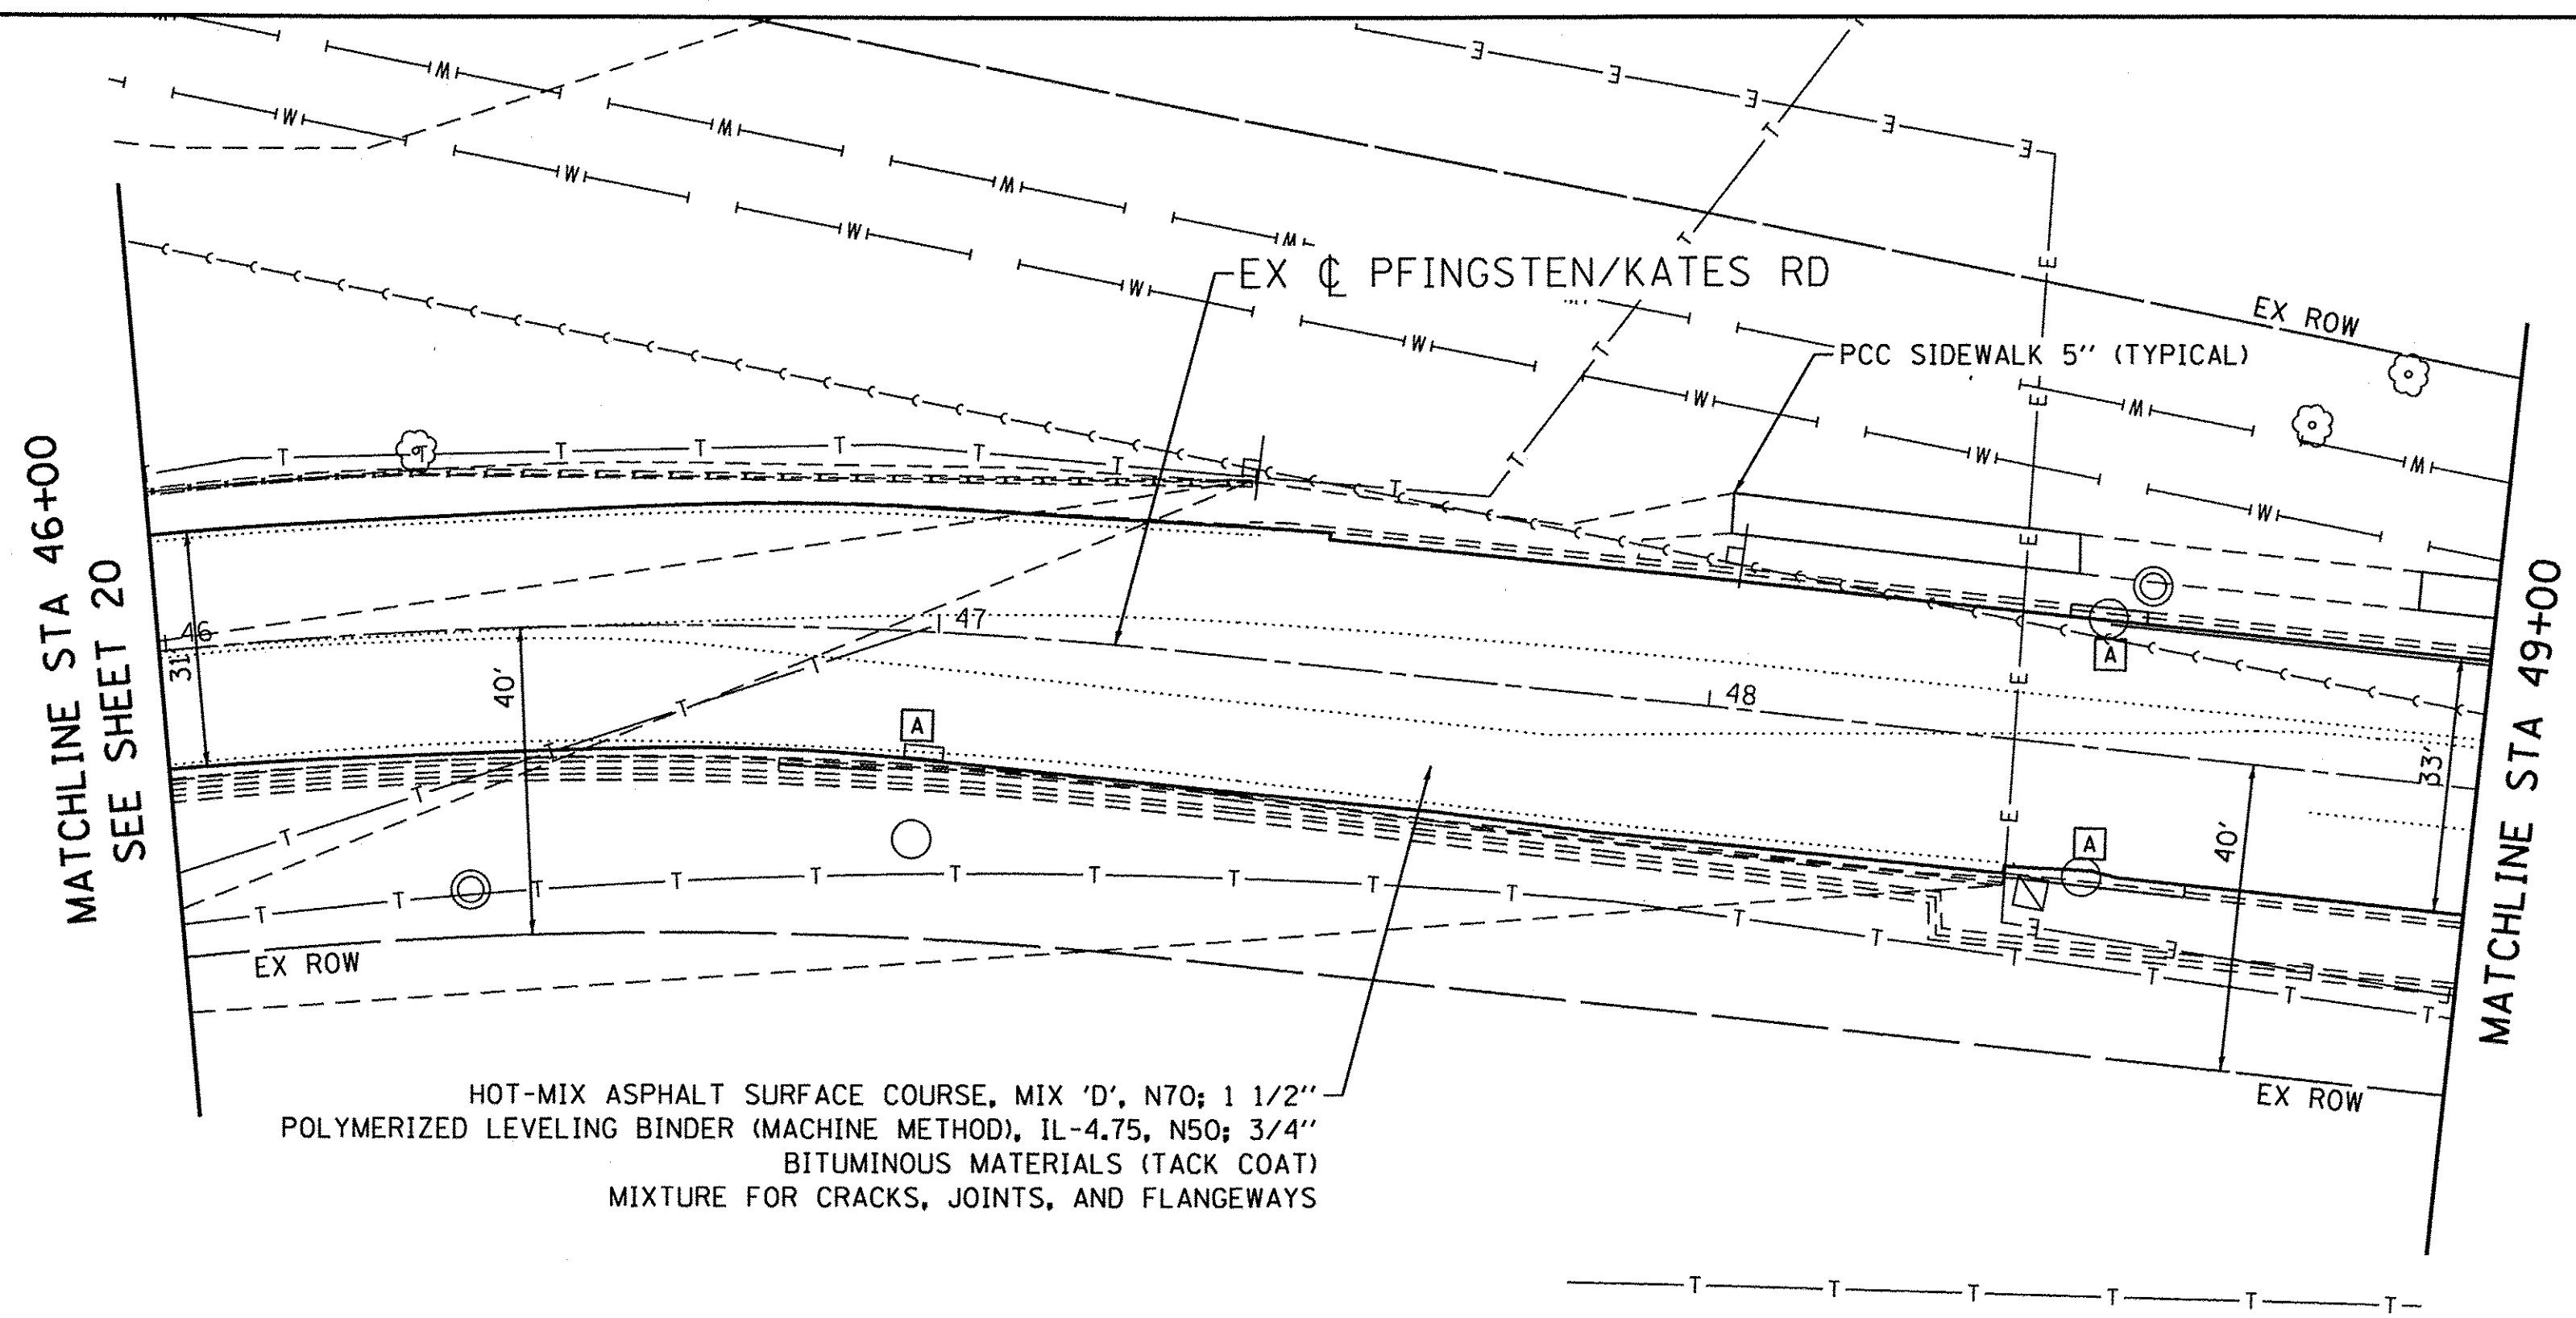 EX ℄ PFINGSTEN/KATES RD
EX ROW
PCC SIDEWALK 5'' (TYPICAL)
MATCHLINE STA 46+00
SEE SHEET 20
46
31'
40'
47
48
A
A
A
33'
40'
MATCHLINE STA 49+00
EX ROW
EX ROW
HOT-MIX ASPHALT SURFACE COURSE, MIX 'D', N70; 1 1/2''
POLYMERIZED LEVELING BINDER (MACHINE METHOD), IL-4.75, N50; 3/4''
BITUMINOUS MATERIALS (TACK COAT)
MIXTURE FOR CRACKS, JOINTS, AND FLANGEWAYS